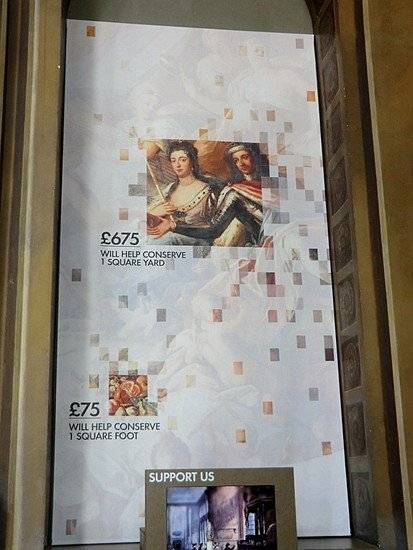 £675
WILL HELP CONSERVE
1 SQUARE YARD
£75
WILL HELP CONSERVE
1 SQUARE FOOT
SUPPORT US